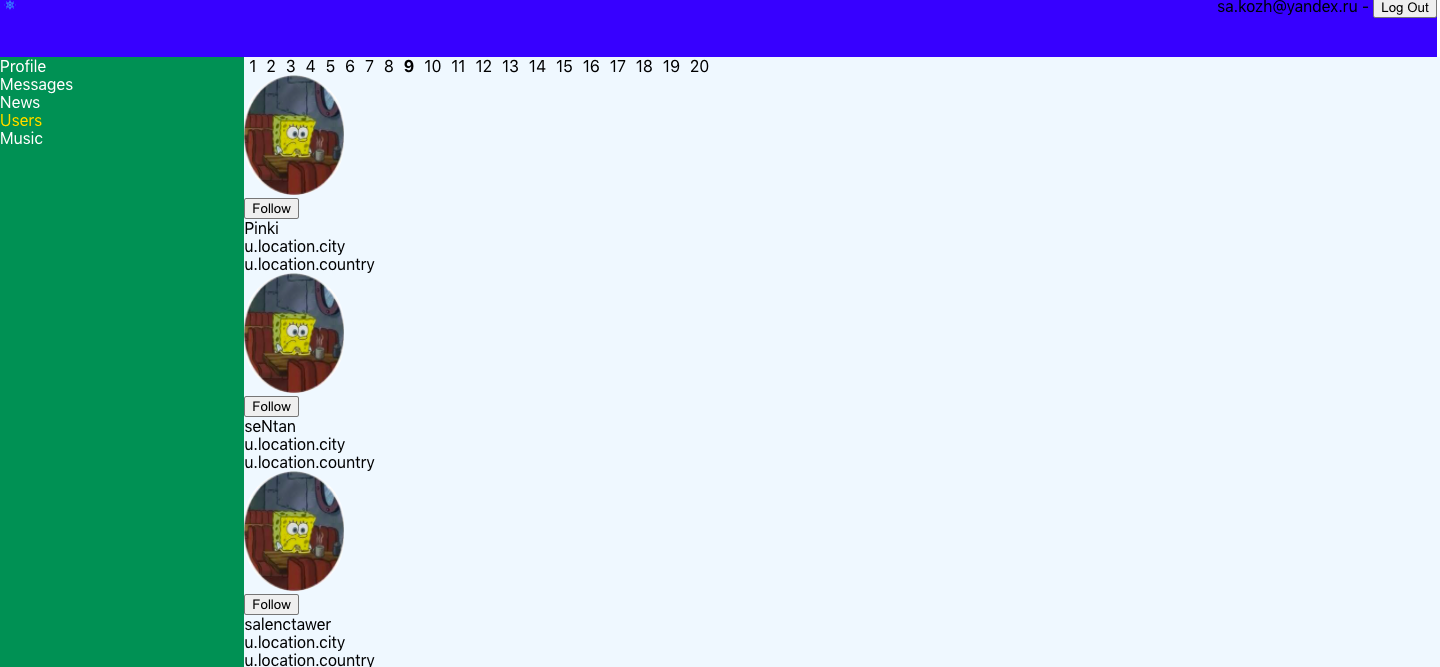 sa.kozh@yandex.ru - Log Out
Profile
Messages
News
Users
Music
1 2 3 4 5 6 7 8 9 10 11 12 13 14 15 16 17 18 19 20
Follow
Pinki
u.location.city
u.location.country
Follow
seNtan
u.location.city
u.location.country
Follow
salenctawer
u.location.city
u.location.country